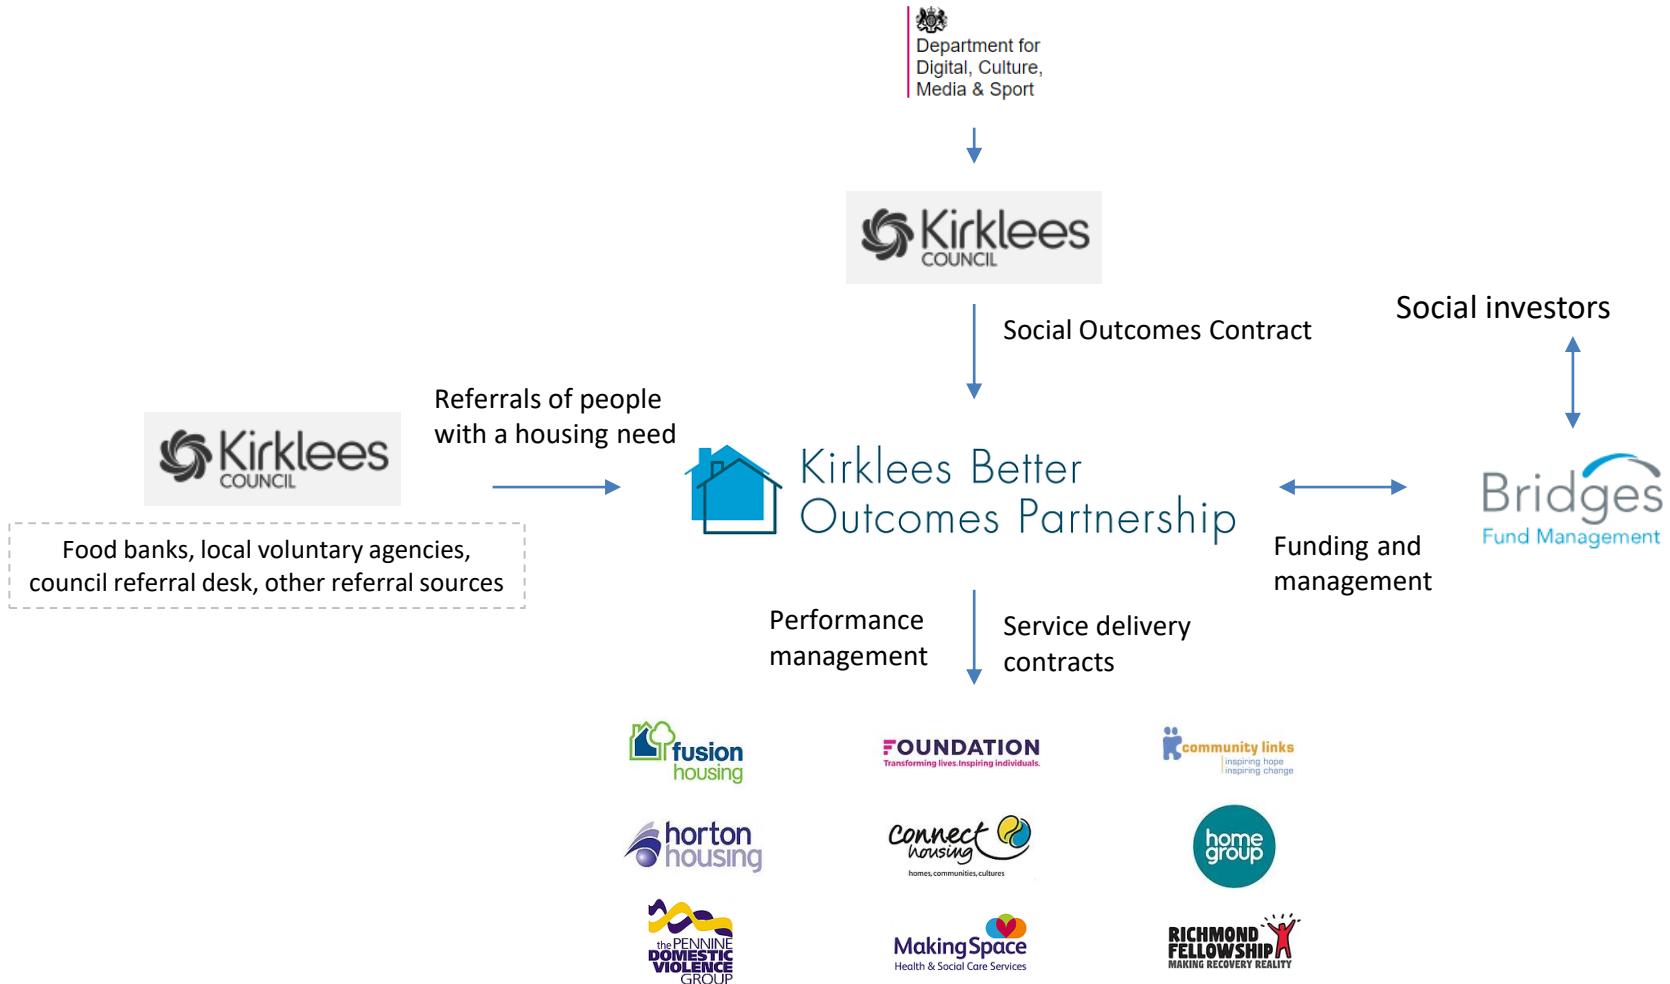 Department for
Digital, Culture,
Media & Sport
Kirklees
COUNCIL
Social Outcomes Contract
Social investors
Referrals of people
with a housing need
Kirklees
COUNCIL
Food banks, local voluntary agencies,
council referral desk, other referral sources
Kirklees Better
Outcomes Partnership
Bridges
Fund Management
Funding and
management
Performance
management
Service delivery
contracts
fusion
housing
FOUNDATION
Transforming lives. Inspiring individuals.
community links
inspiring hope
inspiring change
horton
housing
connect
housing
homes, communities, cultures
home
group
the PENNINE
DOMESTIC
VIOLENCE
GROUP
Making Space
Health & Social Care Services
RICHMOND
FELLOWSHIP
MAKING RECOVERY REALITY